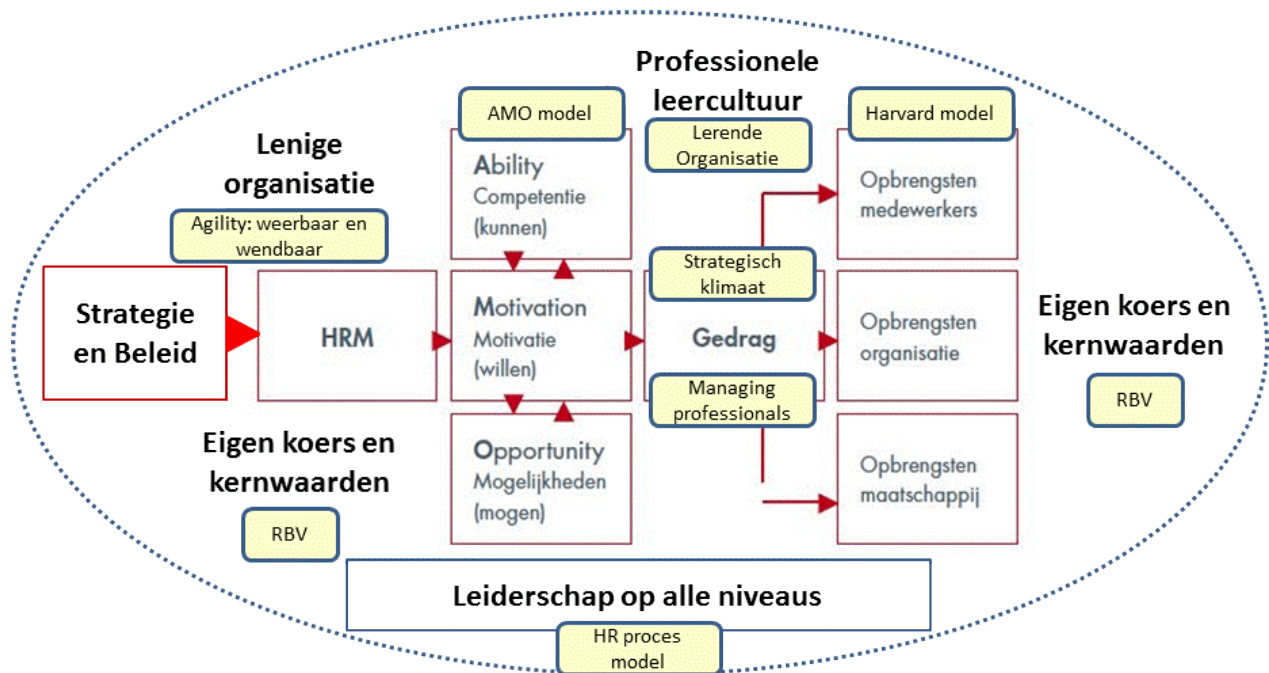 Professionele
leercultuur
AMO model
Lerende
Organisatie
Harvard model
Lenige
organisatie
Agility: weerbaar en
wendbaar
Ability
Competentie
(kunnen)
Opbrengsten
medewerkers
Strategie
en Beleid
HRM
Motivation
Motivatie
(willen)
Strategisch
klimaat
Gedrag
Managing
professionals
Opbrengsten
organisatie
Eigen koers en
kernwaarden
RBV
Eigen koers en
kernwaarden
RBV
Opportunity
Mogelijkheden
(mogen)
Opbrengsten
maatschappij
Leiderschap op alle niveaus
HR proces
model